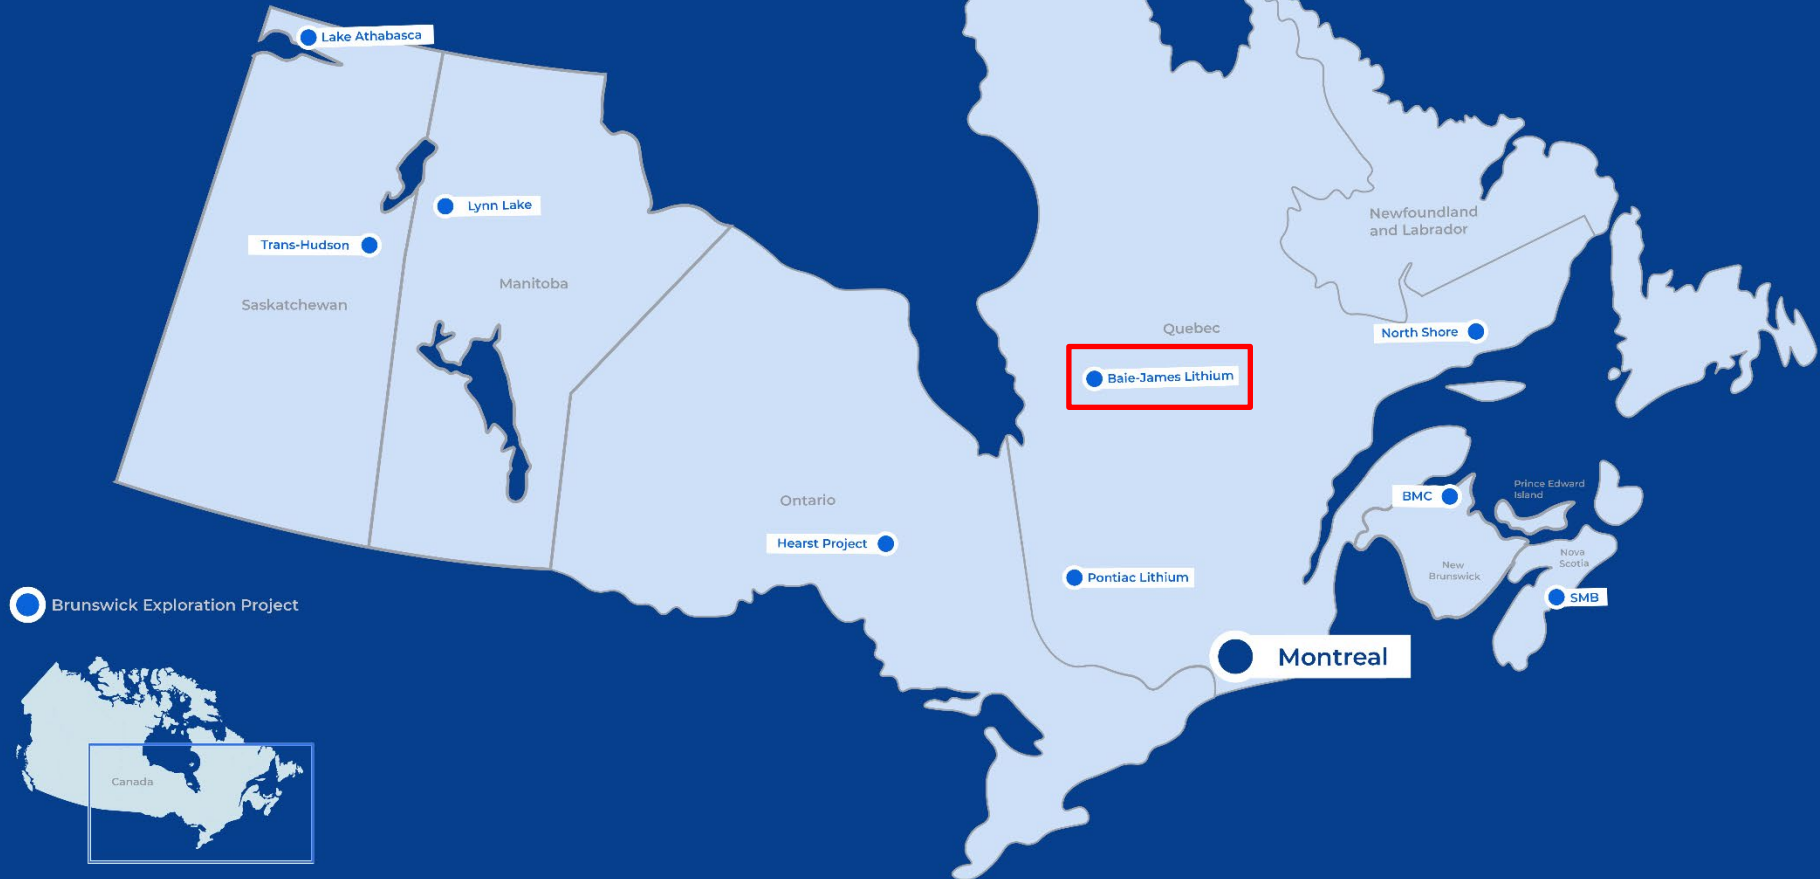 Lake Athabasca
Lynn Lake
Trans-Hudson
Manitoba
Saskatchewan
Newfoundland
and Labrador
Quebec
North Shore
Baie-James Lithium
Ontario
Hearst Project
BMC
Prince Edward
Island
Pontiac Lithium
New
Brunswick
Nova
Scotia
SMB
Brunswick Exploration Project
Montreal
Canada